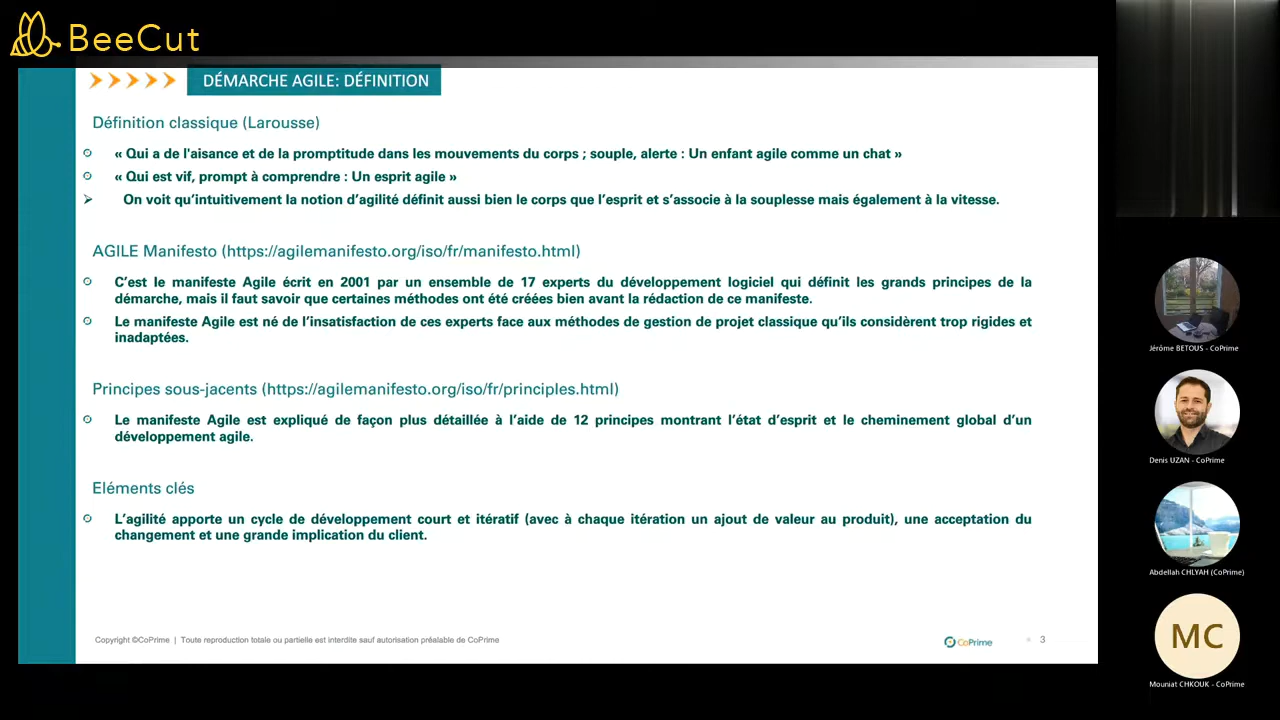 BeeCut
DÉMARCHE AGILE: DÉFINITION
Définition classique (Larousse)
« Qui a de l'aisance et de la promptitude dans les mouvements du corps ; souple, alerte : Un enfant agile comme un chat »
« Qui est vif, prompt à comprendre : Un esprit agile »
On voit qu’intuitivement la notion d’agilité définit aussi bien le corps que l’esprit et s’associe à la souplesse mais également à la vitesse.
AGILE Manifesto (https://agilemanifesto.org/iso/fr/manifesto.html)
C’est le manifeste Agile écrit en 2001 par un ensemble de 17 experts du développement logiciel qui définit les grands principes de la
démarche, mais il faut savoir que certaines méthodes ont été créées bien avant la rédaction de ce manifeste.
Le manifeste Agile est né de l’insatisfaction de ces experts face aux méthodes de gestion de projet classique qu’ils considèrent trop rigides et
inadaptées.
Principes sous-jacents (https://agilemanifesto.org/iso/fr/principles.html)
Le manifeste Agile est expliqué de façon plus détaillée à l’aide de 12 principes montrant l’état d’esprit et le cheminement global d’un
développement agile.
Eléments clés
L’agilité apporte un cycle de développement court et itératif (avec à chaque itération un ajout de valeur au produit), une acceptation du
changement et une grande implication du client.
Copyright ©CoPrime | Toute reproduction totale ou partielle est interdite sauf autorisation préalable de CoPrime
CoPrime
3
Jérôme BETOUS - CoPrime
Denis UZAN - CoPrime
Abdellah CHLYAH (CoPrime)
MC
Mouniat CHKOUK - CoPrime